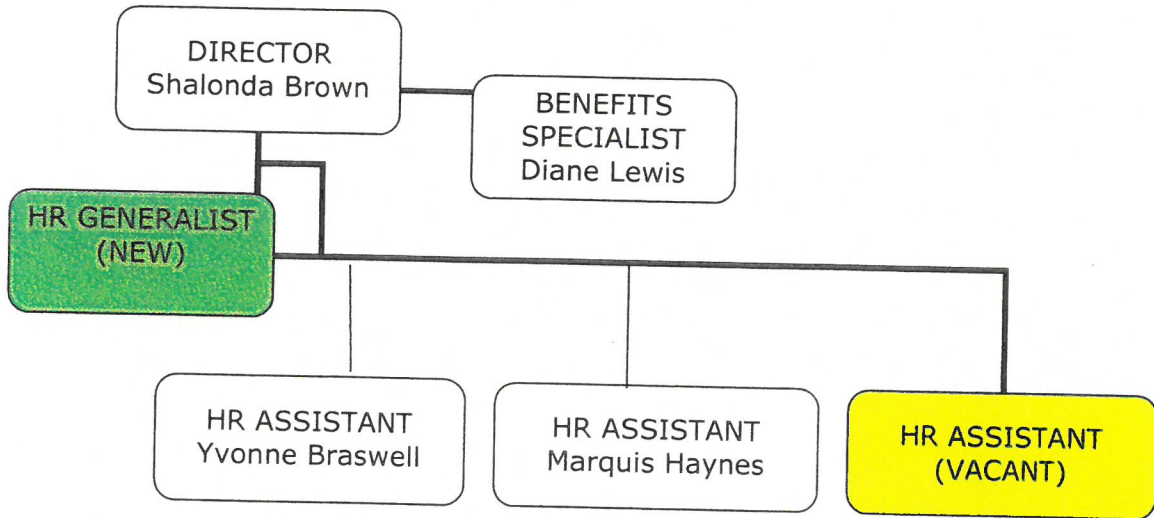 DIRECTOR
Shalonda Brown
BENEFITS
SPECIALIST
Diane Lewis
HR GENERALIST
(NEW)
HR ASSISTANT
Yvonne Braswell
HR ASSISTANT
Marquis Haynes
HR ASSISTANT
(VACANT)